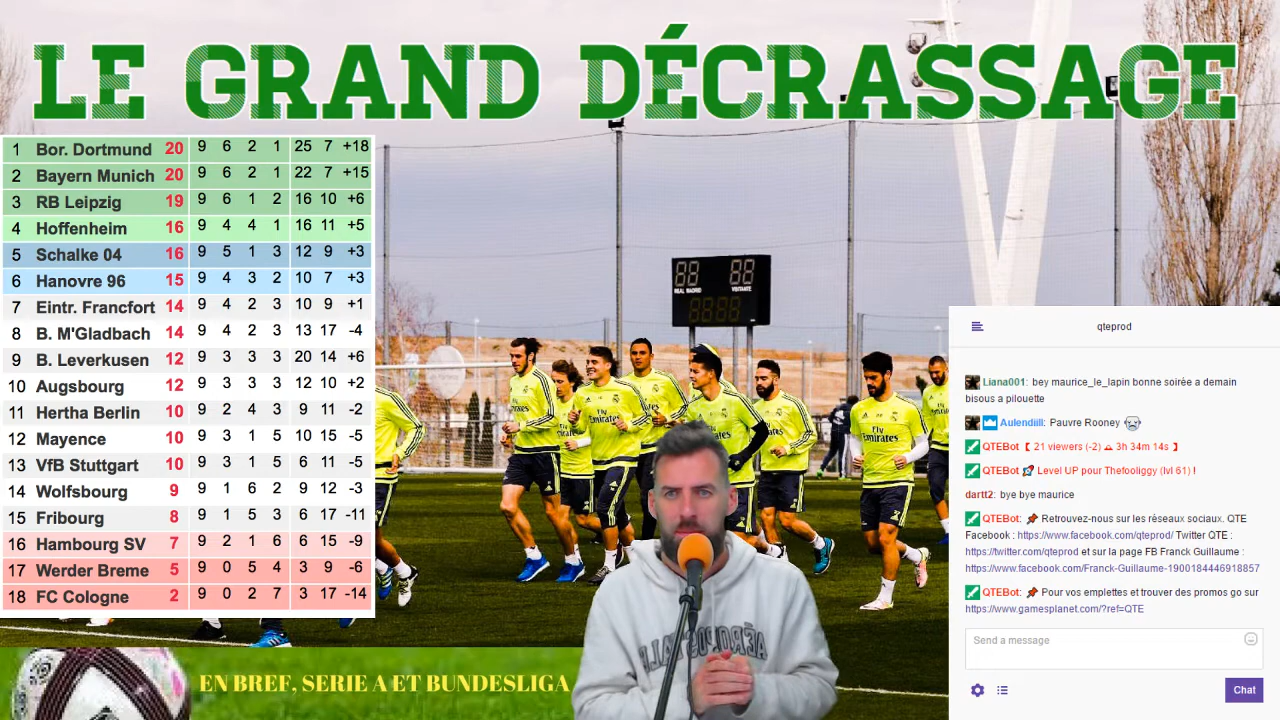 LE GRAND DÉCRASSAGE
1 Bor. Dortmund 20 9 6 2 1 25 7 +18
2 Bayern Munich 20 9 6 2 1 22 7 +15
3 RB Leipzig 19 9 6 1 2 16 10 +6
4 Hoffenheim 16 9 4 4 1 16 11 +5
5 Schalke 04 16 9 5 1 3 12 9 +3
6 Hanovre 96 15 9 4 3 2 10 7 +3
7 Eintr. Francfort 14 9 4 2 3 10 9 +1
8 B. M'Gladbach 14 9 4 2 3 13 17 -4
9 B. Leverkusen 12 9 3 3 3 20 14 +6
10 Augsbourg 12 9 3 3 3 12 10 +2
11 Hertha Berlin 10 9 2 4 3 9 11 -2
12 Mayence 10 9 3 1 5 10 15 -5
13 VfB Stuttgart 10 9 3 1 5 6 11 -5
14 Wolfsbourg 9 9 1 6 2 9 12 -3
15 Fribourg 8 9 1 5 3 6 17 -11
16 Hambourg SV 7 9 2 1 6 6 15 -9
17 Werder Breme 5 9 0 5 4 3 9 -6
18 FC Cologne 2 9 0 2 7 3 17 -14
88 88
REAL MADRID VISITANTE
88:88
Fly Emirates
Emirates
AÉROPOSTALE
EN BREF, SERIE A ET BUNDESLIGA
qteprod
Liana001: bey maurice_le_lapin bonne soirée a demain
bisous a pilouette
Aulendiill: Pauvre Rooney
QTEBot 【 21 viewers (-2) 3h 34m 14s 】
QTEBot Level UP pour Thefooliggy (lvl 61) !
dartt2: bye bye maurice
QTEBot: 📌 Retrouvez-nous sur les réseaux sociaux. QTE
Facebook : https://www.facebook.com/qteprod/ Twitter QTE :
https://twitter.com/qteprod et sur la page FB Franck Guillaume :
https://www.facebook.com/Franck-Guillaume-1900184446918857
QTEBot: 📌 Pour vos emplettes et trouver des promos go sur
https://www.gamesplanet.com/?ref=QTE
Send a message
Chat